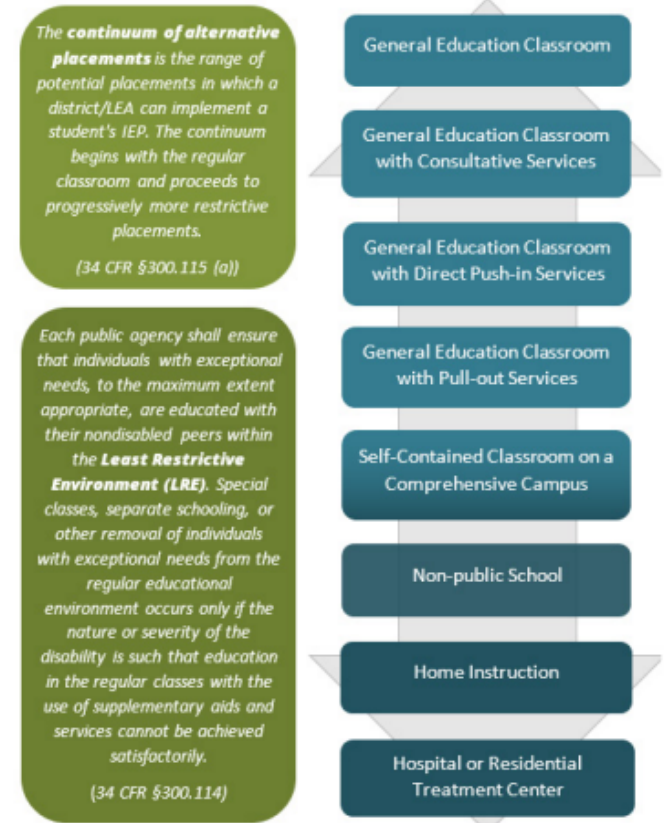 The continuum of alternative
placements is the range of
potential placements in which a
district/LEA can implement a
student's IEP. The continuum
begins with the regular
classroom and proceeds to
progressively more restrictive
placements.
(34 CFR §300.115 (a))
Each public agency shall ensure
that individuals with exceptional
needs, to the maximum extent
appropriate, are educated with
their nondisabled peers within
the Least Restrictive
Environment (LRE). Special
classes, separate schooling, or
other removal of individuals
with exceptional needs from the
regular educational
environment occurs only if the
nature or severity of the
disability is such that education
in the regular classes with the
use of supplementary aids and
services cannot be achieved
satisfactorily.
(34 CFR §300.114)
General Education Classroom
General Education Classroom
with Consultative Services
General Education Classroom
with Direct Push-in Services
General Education Classroom
with Pull-out Services
Self-Contained Classroom on a
Comprehensive Campus
Non-public School
Home Instruction
Hospital or Residential
Treatment Center